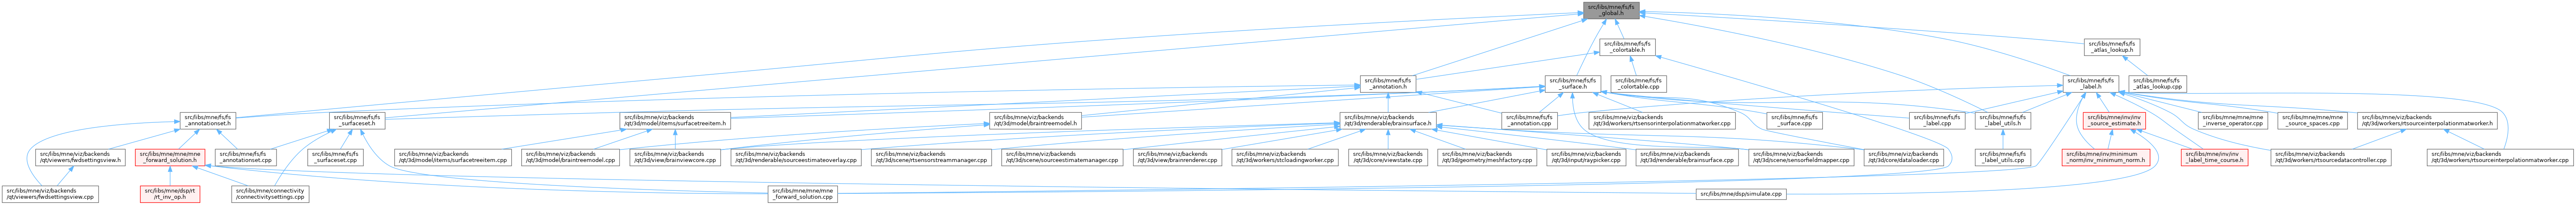 src/libs/mne/fs/fs
_global.h
src/libs/mne/fs/fs
_colortable.h
src/libs/mne/fs/fs
_atlas_lookup.h
src/libs/mne/fs/fs
_annotation.h
src/libs/mne/fs/fs
_surface.h
src/libs/mne/fs/fs
_colortable.cpp
src/libs/mne/fs/fs
_label.h
src/libs/mne/fs/fs
_atlas_lookup.cpp
src/libs/mne/fs/fs
_annotationset.h
src/libs/mne/fs/fs
_surfaceset.h
src/libs/mne/viz/backends
/qt/3d/model/items/surfacetreeitem.h
src/libs/mne/viz/backends
/qt/3d/model/braintreemodel.h
src/libs/mne/viz/backends
/qt/3d/renderable/brainsurface.h
src/libs/mne/fs/fs
_annotation.cpp
src/libs/mne/viz/backends
/qt/3d/workers/rtsensorinterpolationmatworker.cpp
src/libs/mne/fs/fs
_surface.cpp
src/libs/mne/fs/fs
_label.cpp
src/libs/mne/fs/fs
_label_utils.h
src/libs/mne/inv/inv
_source_estimate.h
src/libs/mne/mne/mne
_inverse_operator.cpp
src/libs/mne/mne/mne
_source_spaces.cpp
src/libs/mne/viz/backends
/qt/3d/workers/rtsourceinterpolationmatworker.h
src/libs/mne/viz/backends
/qt/viewers/fwdsettingsview.h
src/libs/mne/mne/mne
_forward_solution.h
src/libs/mne/fs/fs
_annotationset.cpp
src/libs/mne/fs/fs
_surfaceset.cpp
src/libs/mne/viz/backends
/qt/3d/model/items/surfacetreeitem.cpp
src/libs/mne/viz/backends
/qt/3d/model/braintreemodel.cpp
src/libs/mne/viz/backends
/qt/3d/view/brainviewcore.cpp
src/libs/mne/viz/backends
/qt/3d/renderable/sourceestimateoverlay.cpp
src/libs/mne/viz/backends
/qt/3d/scene/rtsensorstreammanager.cpp
src/libs/mne/viz/backends
/qt/3d/scene/sourceestimatemanager.cpp
src/libs/mne/viz/backends
/qt/3d/view/brainrenderer.cpp
src/libs/mne/viz/backends
/qt/3d/workers/stcloadingworker.cpp
src/libs/mne/viz/backends
/qt/3d/core/viewstate.cpp
src/libs/mne/viz/backends
/qt/3d/geometry/meshfactory.cpp
src/libs/mne/viz/backends
/qt/3d/input/raypicker.cpp
src/libs/mne/viz/backends
/qt/3d/renderable/brainsurface.cpp
src/libs/mne/viz/backends
/qt/3d/scene/sensorfieldmapper.cpp
src/libs/mne/viz/backends
/qt/3d/core/dataloader.cpp
src/libs/mne/fs/fs
_label_utils.cpp
src/libs/mne/inv/minimum
_norm/inv_minimum_norm.h
src/libs/mne/inv/inv
_label_time_course.h
src/libs/mne/viz/backends
/qt/3d/workers/rtsourcedatacontroller.cpp
src/libs/mne/viz/backends
/qt/3d/workers/rtsourceinterpolationmatworker.cpp
src/libs/mne/viz/backends
/qt/viewers/fwdsettingsview.cpp
src/libs/mne/dsp/rt
/rt_inv_op.h
src/libs/mne/connectivity
/connectivitysettings.cpp
src/libs/mne/mne/mne
_forward_solution.cpp
src/libs/mne/dsp/simulate.cpp